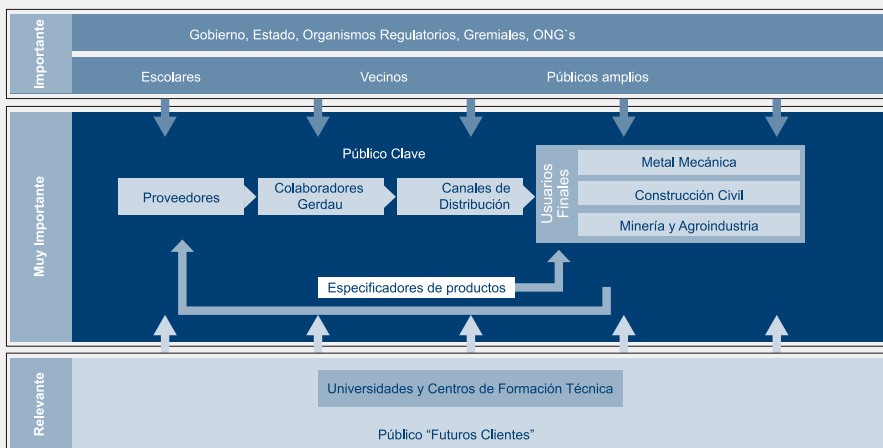 Importante
Gobierno, Estado, Organismos Regulatorios, Gremiales, ONG`s
Escolares
Vecinos
Públicos amplios
Muy Importante
Público Clave
Proveedores
Colaboradores
Gerdau
Canales de
Distribución
Usuarios
Finales
Metal Mecánica
Construcción Civil
Minería y Agroindustria
Especificadores de productos
Relevante
Universidades y Centros de Formación Técnica
Público “Futuros Clientes”